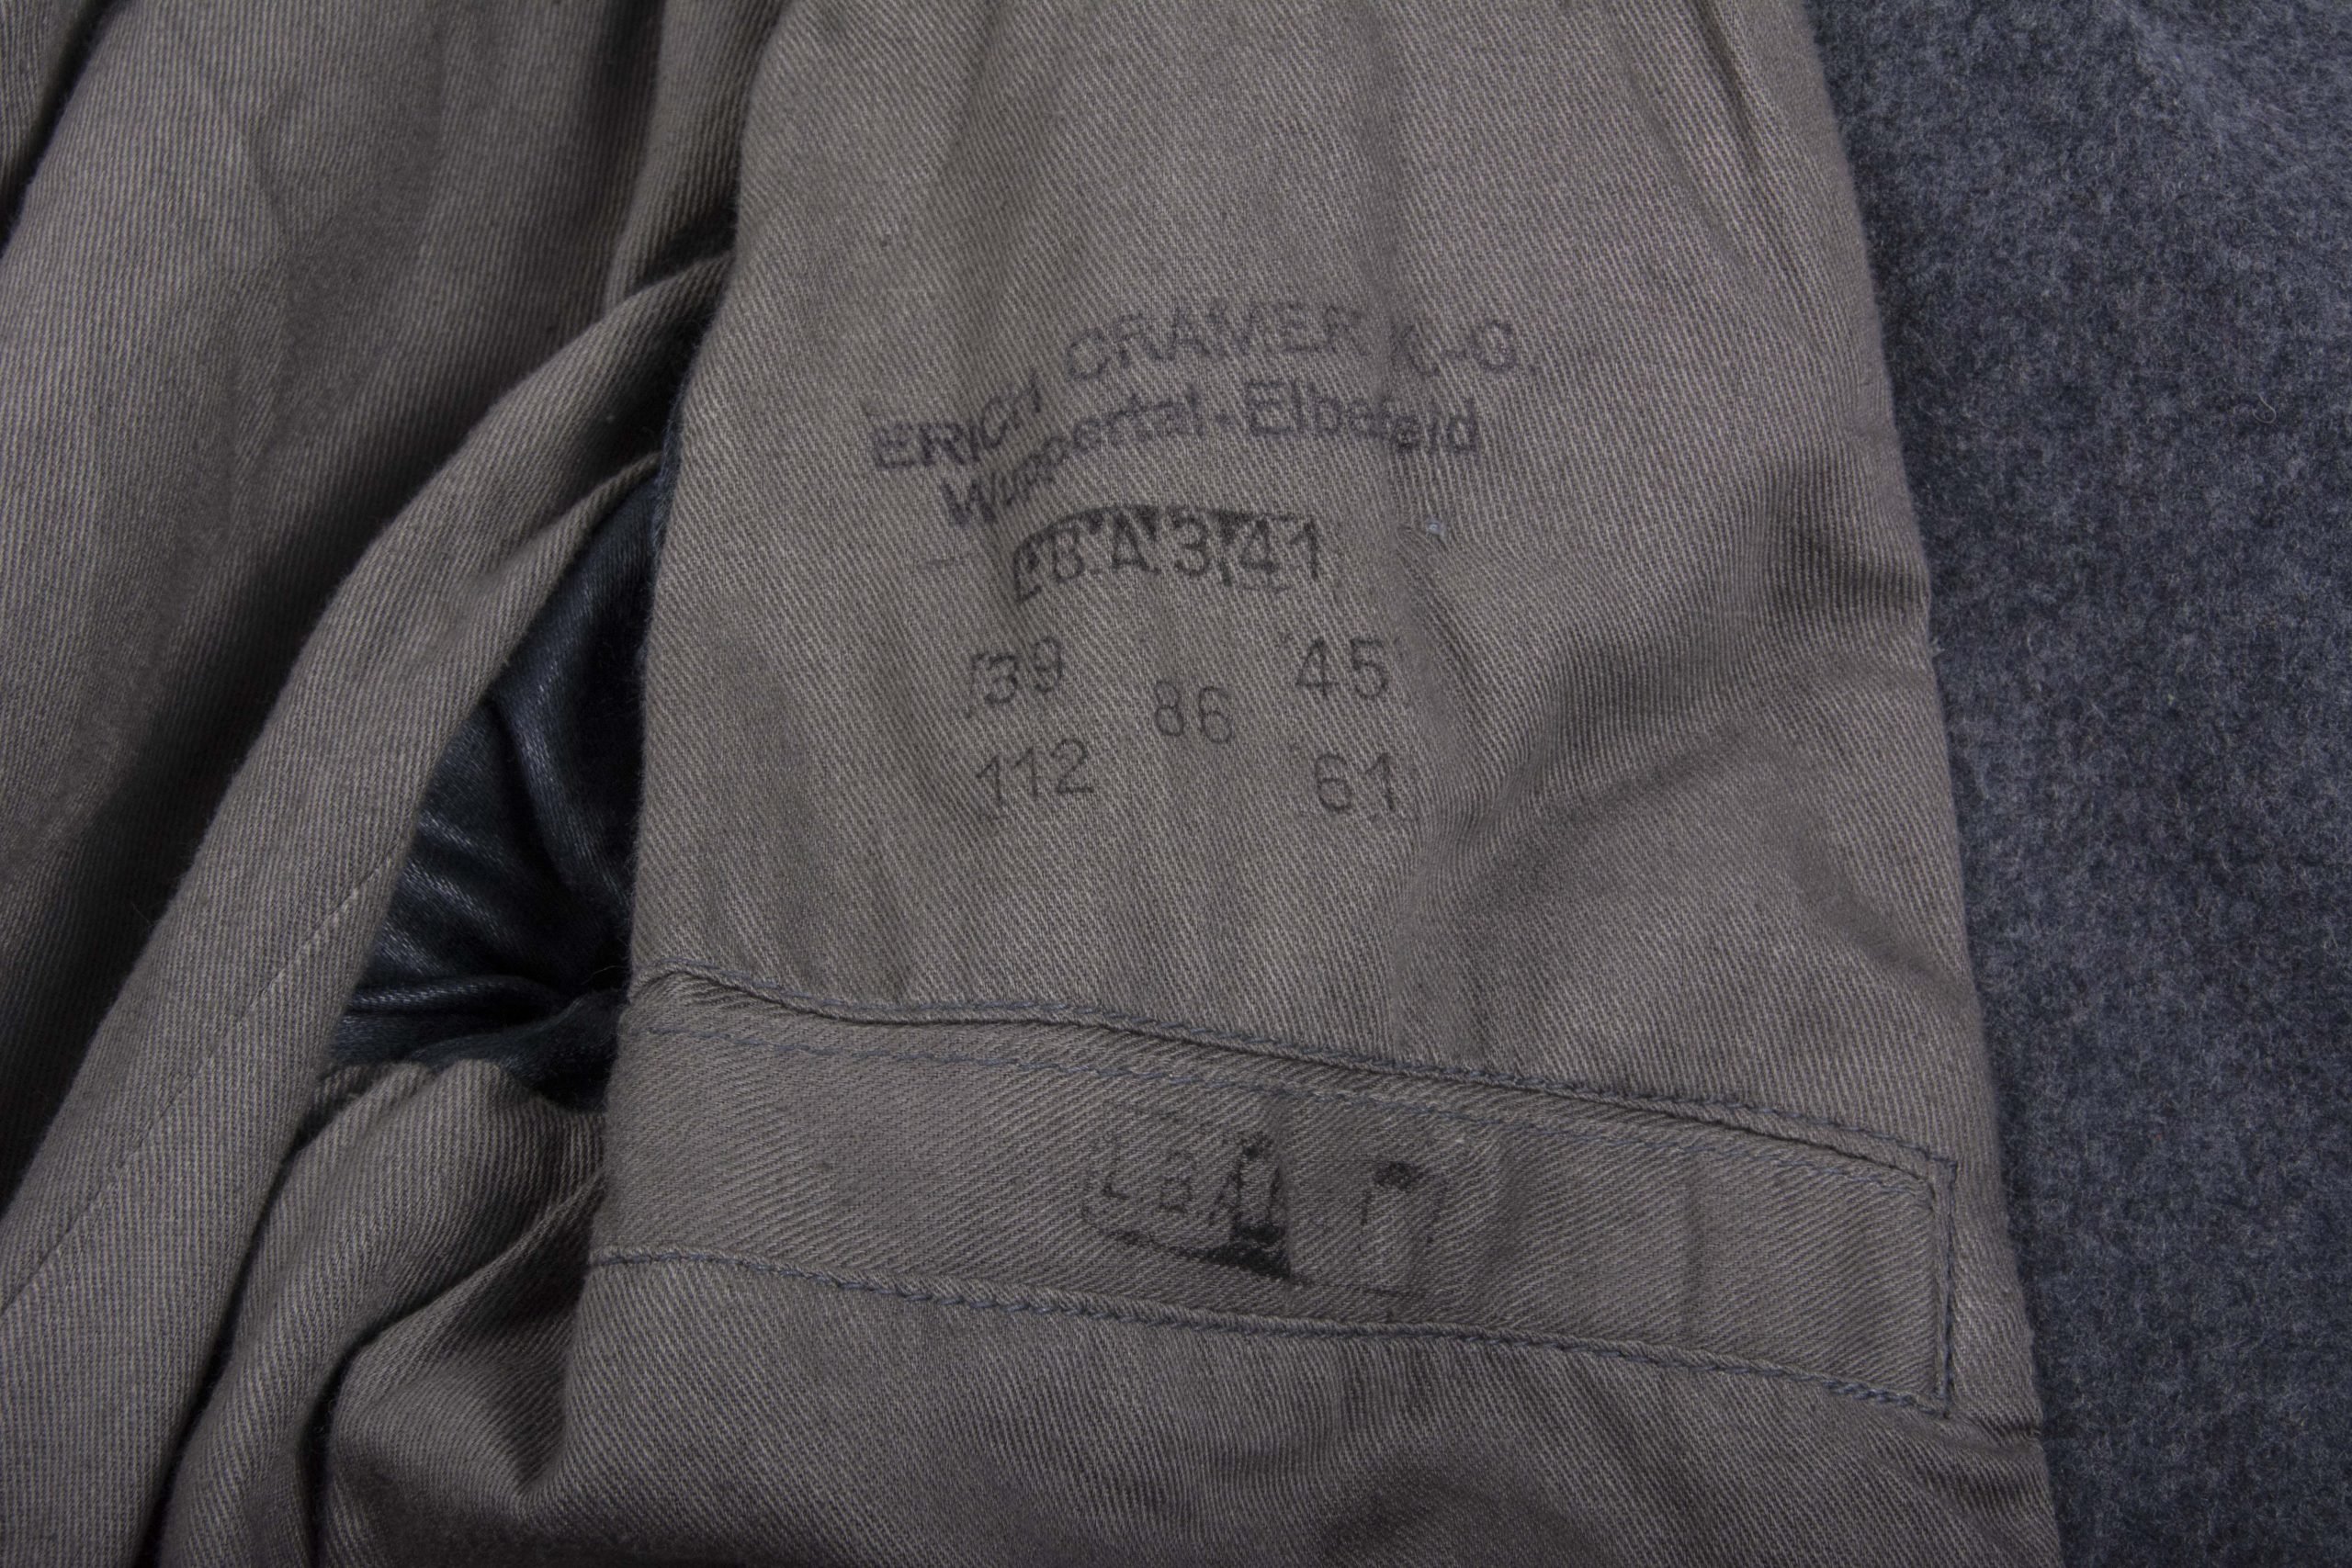 ERICH CRAMER K.-G.
Wuppertal-Elberfeld
L.B.A.3.41
39 45
86
112 61
L.B.A.